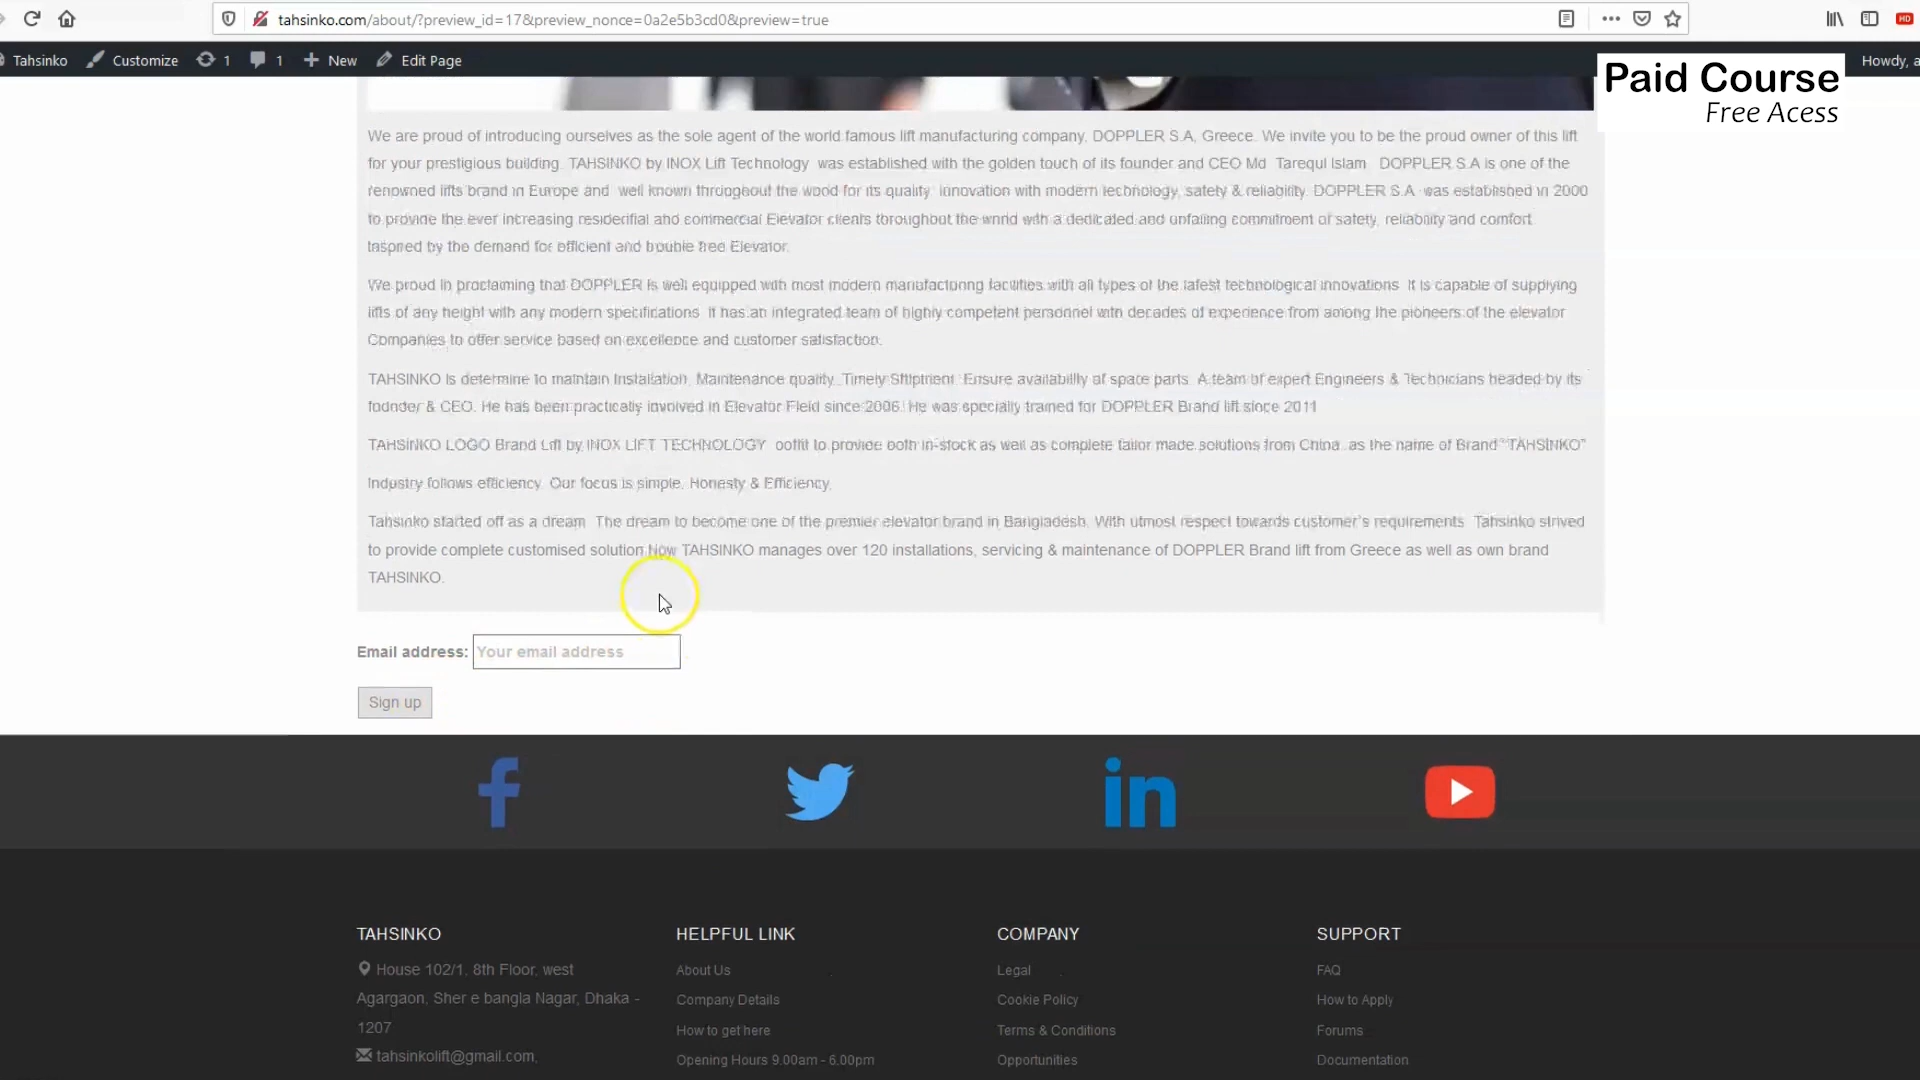 tahsinko.com/about/?preview_id=17&preview_nonce=0a2e5b3cd0&preview=true
HD
Tahsinko Customize 1 1 New Edit Page Howdy, a
Paid Course
Free Acess
We are proud of introducing ourselves as the sole agent of the world famous lift manufacturing company, DOPPLER S.A, Greece. We invite you to be the proud owner of this lift
for your prestigious building. TAHSINKO by INOX Lift Technology was established with the golden touch of its founder and CEO Md Tarequl Islam DOPPLER S.A is one of the
renowned lifts brand in Europe and well known throughout the wood for its quality innovation with modern technology, safety & reliability. DOPPLER S.A was established in 2000
to provide the ever increasing residential and commercial Elevator clients throughout the world with a dedicated and unfailing commitment of safety, reliability and comfort
Inspired by the demand for efficient and trouble free Elevator.
We proud in proclaiming that DOPPLER is well equipped with most modern manufacturing facilities with all types of the latest technological innovations It is capable of supplying
lifts of any height with any modern specifications It has an integrated team of highly competent personnel with decades of experience from among the pioneers of the elevator
Companies to offer service based on excellence and customer satisfaction.
TAHSINKO is determine to maintain Installation, Maintenance quality, Timely Shipment Ensure availability of spare parts. A team of expert Engineers & Technicians headed by its
founder & CEO. He has been practically involved in Elevator Field since 2006. He was specially trained for DOPPLER Brand lift since 2011
TAHSINKO LOGO Brand Lift by INOX LIFT TECHNOLOGY to provide both in-stock as well as complete tailor made solutions from China as the name of Brand "TAHSINKO"
Industry follows efficiency. Our focus is simple, Honesty & Efficiency.
Tahsinko started off as a dream The dream to become one of the premier elevator brand in Bangladesh. With utmost respect towards customer's requirements Tahsinko strived
to provide complete customised solution Now TAHSINKO manages over 120 installations, servicing & maintenance of DOPPLER Brand lift from Greece as well as own brand
TAHSINKO.
Email address: Your email address
Sign up
TAHSINKO HELPFUL LINK COMPANY SUPPORT
House 102/1, 8th Floor, west About Us Legal FAQ
Agargaon, Sher e bangla Nagar, Dhaka - Company Details Cookie Policy How to Apply
1207 How to get here Terms & Conditions Forums
tahsinkolift@gmail.com, Opening Hours 9.00am - 6.00pm Opportunities Documentation